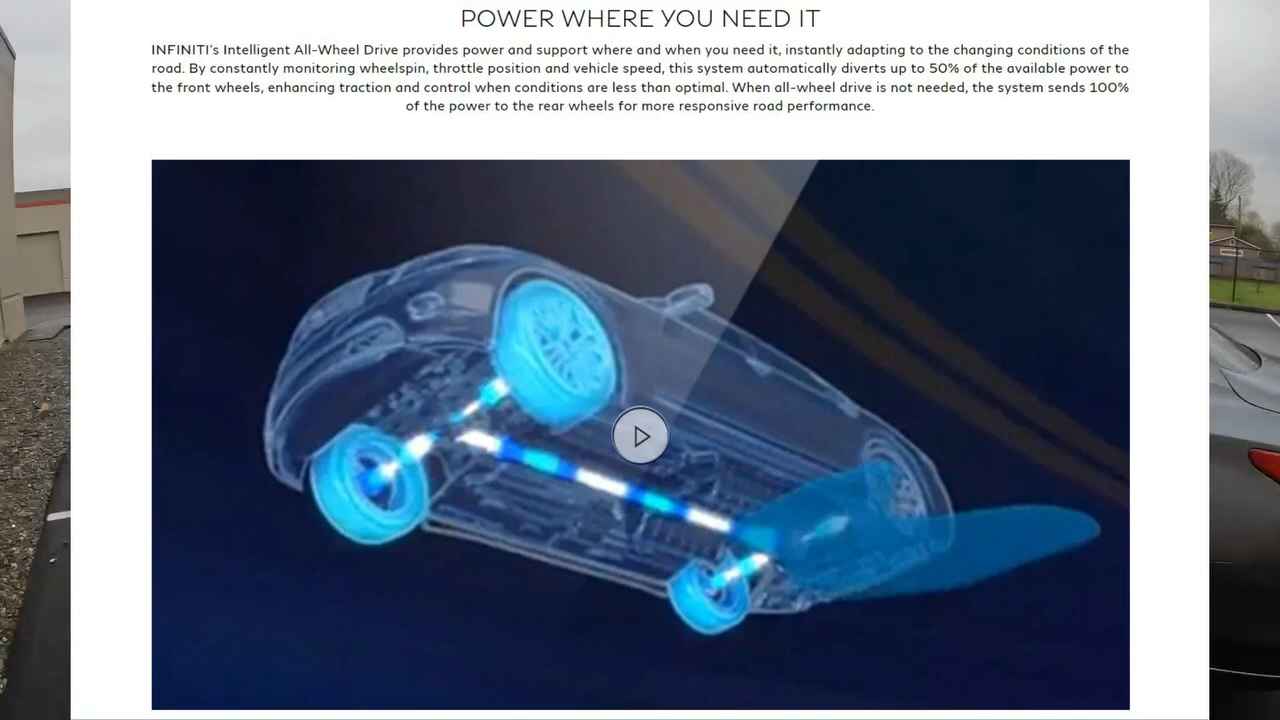 POWER WHERE YOU NEED IT
INFINITI's Intelligent All-Wheel Drive provides power and support where and when you need it, instantly adapting to the changing conditions of the
road. By constantly monitoring wheelspin, throttle position and vehicle speed, this system automatically diverts up to 50% of the available power to
the front wheels, enhancing traction and control when conditions are less than optimal. When all-wheel drive is not needed, the system sends 100%
of the power to the rear wheels for more responsive road performance.